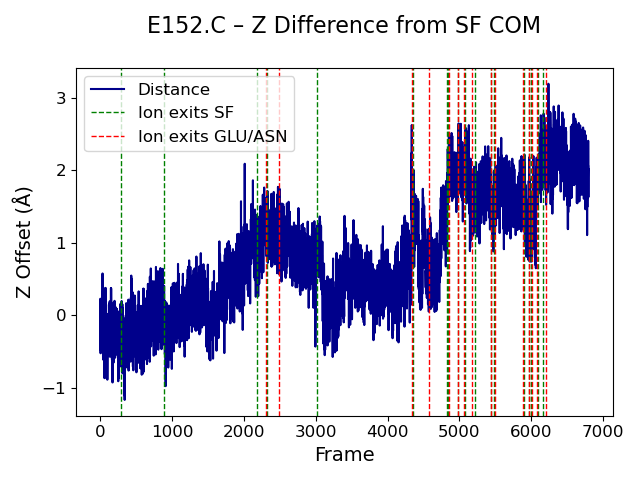 E152.C – Z Difference from SF COM
Distance
Ion exits SF
Ion exits GLU/ASN
Z Offset (Å)
3
2
1
0
−1
0 1000 2000 3000 4000 5000 6000 7000
Frame